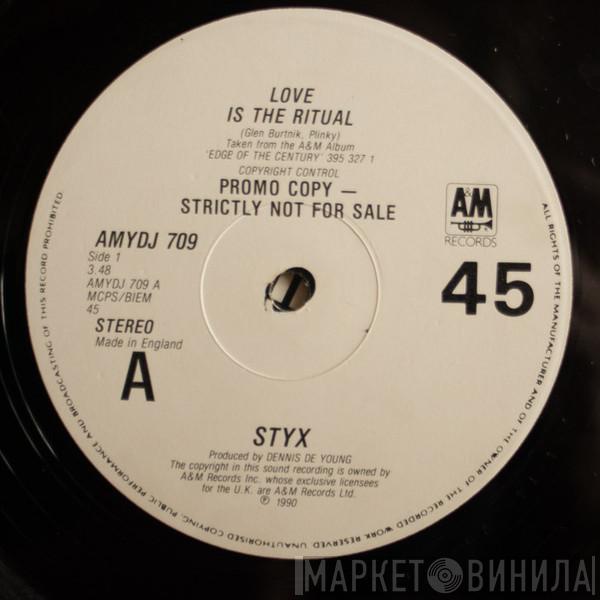 LOVE
IS THE RITUAL
(Glen Burtnik, Plinky)
Taken from the A&M Album
'EDGE OF THE CENTURY' 395 327 1
COPYRIGHT CONTROL
PROMO COPY —
STRICTLY NOT FOR SALE
A&M
RECORDS
AMYDJ 709
Side 1
3.48
AMYDJ 709 A
MCPS/BIEM
45
STEREO
Made in England
A
45
STYX
Produced by DENNIS DE YOUNG
The copyright in this sound recording is owned by
A&M Records Inc. whose exclusive licensees
for the U.K. are A&M Records Ltd.
℗ 1990
ALL RIGHTS OF THE MANUFACTURER AND OF THE OWNER OF THE RECORDED WORK RESERVED. UNAUTHORISED COPYING, PUBLIC PERFORMANCE AND BROADCASTING OF THIS RECORD PROHIBITED.
МАРКЕТ ВИНИЛА